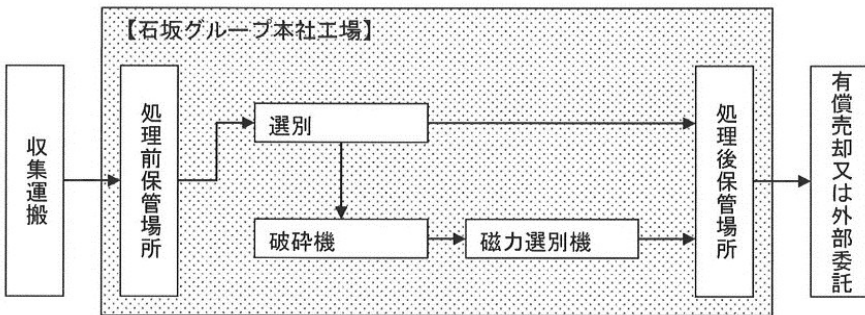 【石坂グループ本社工場】
収集運搬
処理前保管場所
選別
破砕機
磁力選別機
処理後保管場所
有償売却又は外部委託